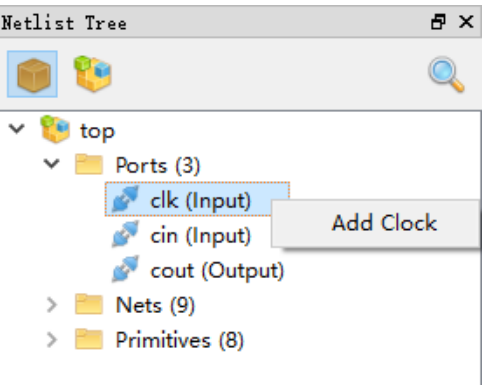 Netlist Tree
top
Ports (3)
clk (Input)
Add Clock
cin (Input)
cout (Output)
Nets (9)
Primitives (8)